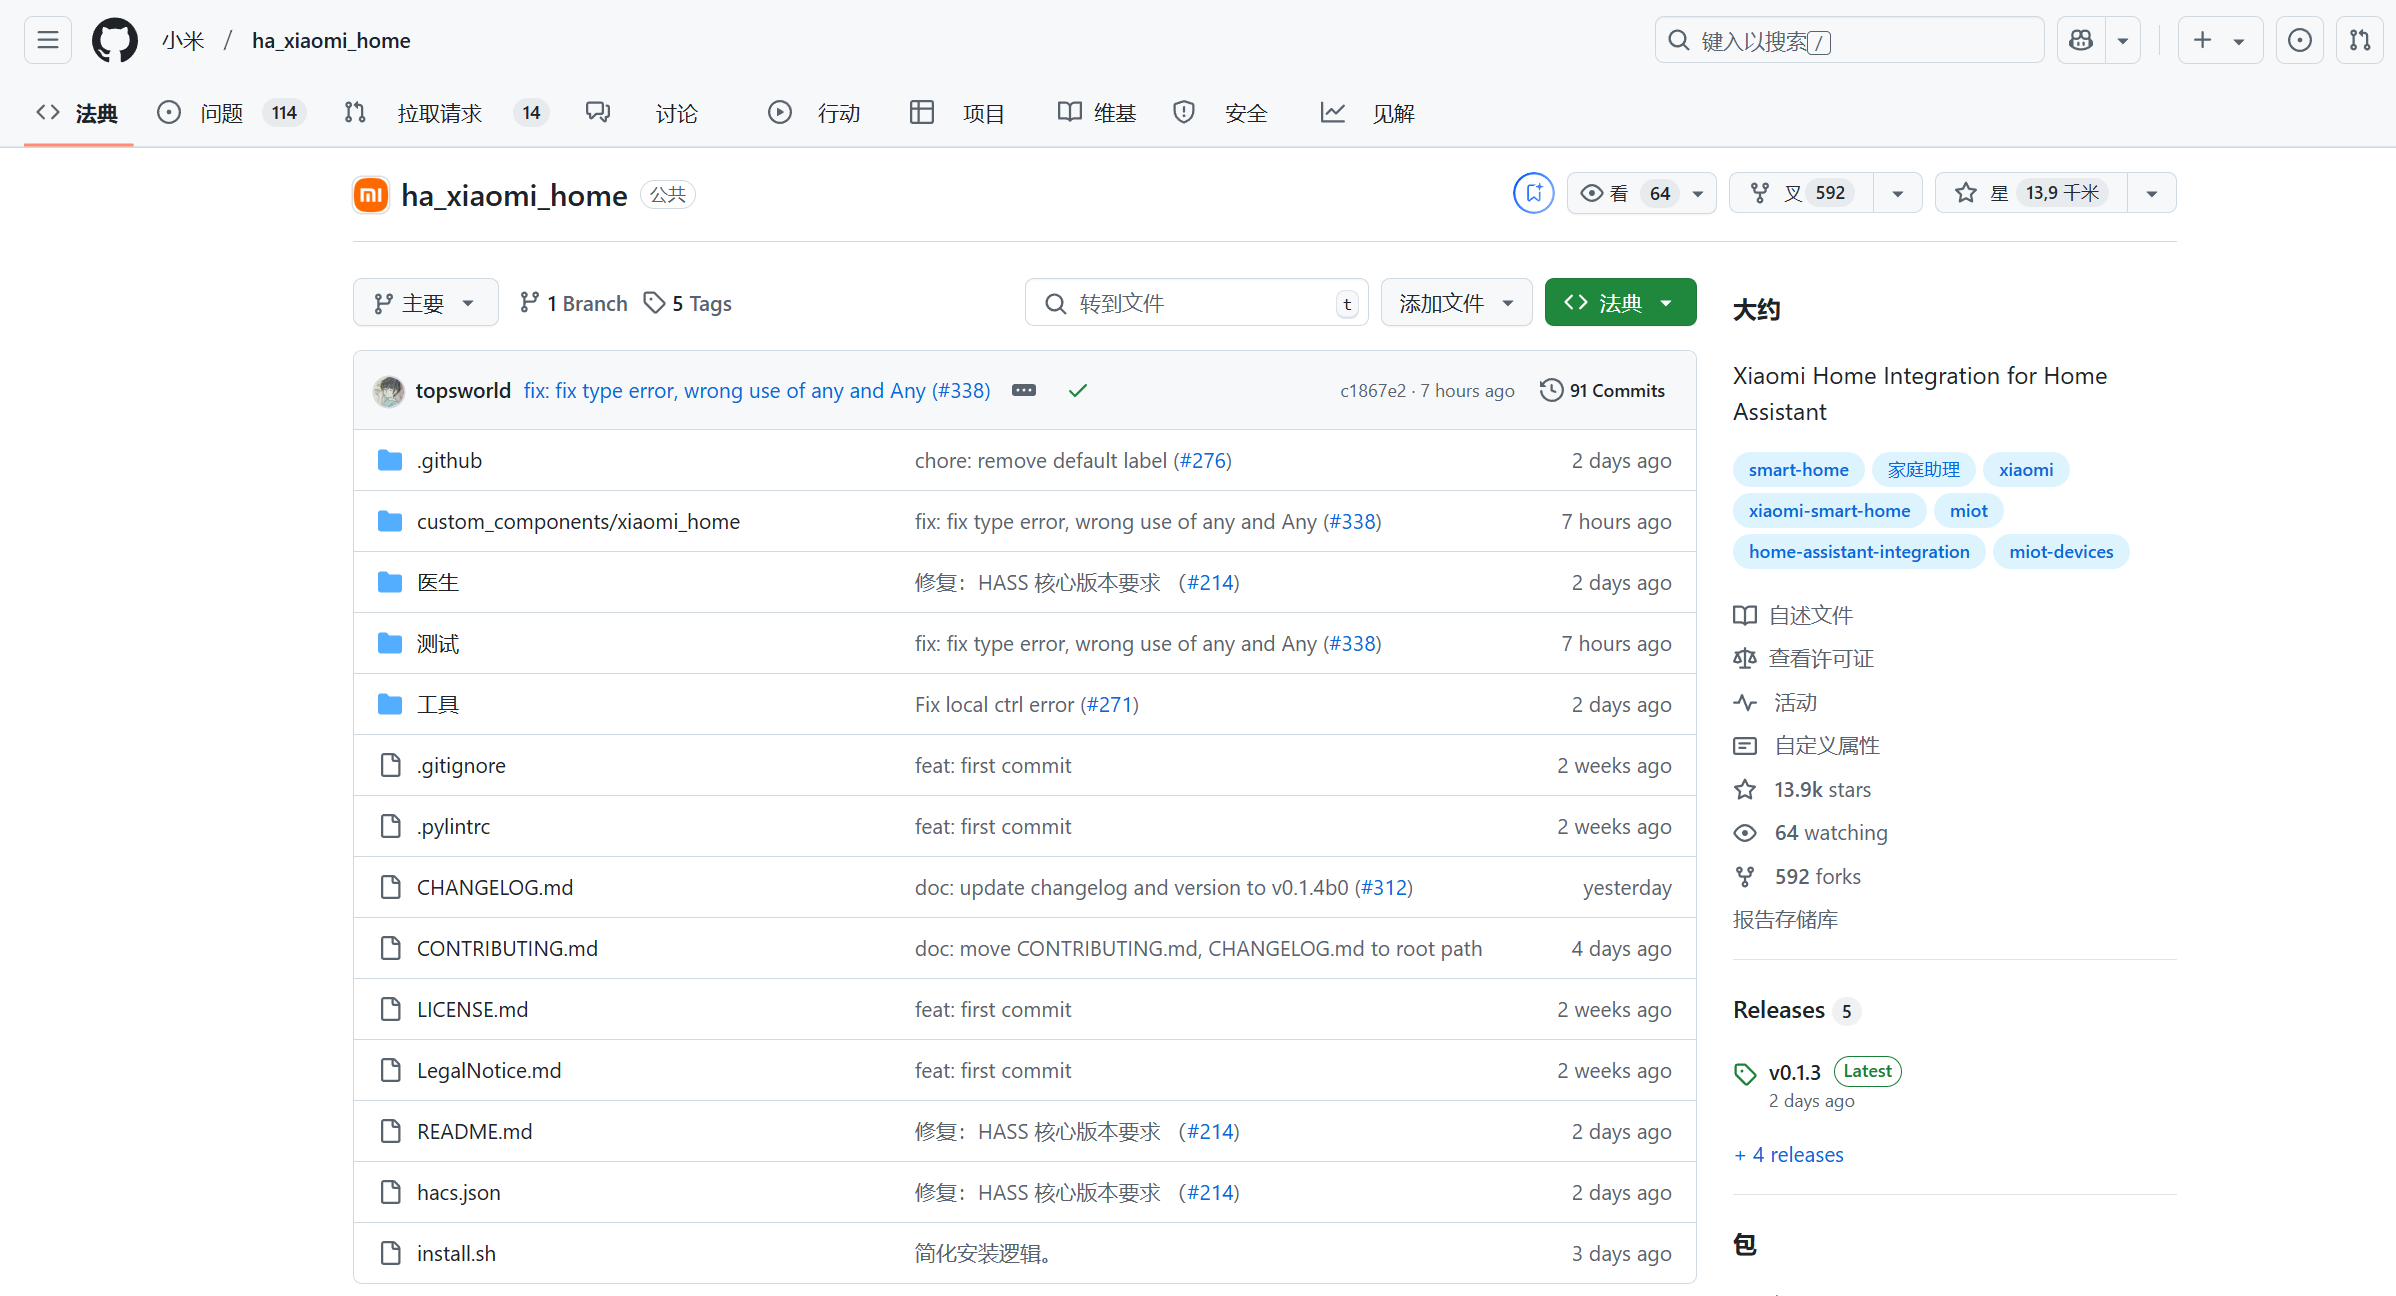 小米 / ha_xiaomi_home
键入以搜索 /
法典 问题 114 拉取请求 14 讨论 行动 项目 维基 安全 见解
ha_xiaomi_home 公共
看 64 叉 592 星 13,9 千米
主要 1 Branch 5 Tags
转到文件 t 添加文件 法典
topsworld fix: fix type error, wrong use of any and Any (#338) c1867e2 · 7 hours ago 91 Commits
.github chore: remove default label (#276) 2 days ago
custom_components/xiaomi_home fix: fix type error, wrong use of any and Any (#338) 7 hours ago
医生 修复：HASS 核心版本要求 （#214) 2 days ago
测试 fix: fix type error, wrong use of any and Any (#338) 7 hours ago
工具 Fix local ctrl error (#271) 2 days ago
.gitignore feat: first commit 2 weeks ago
.pylintrc feat: first commit 2 weeks ago
CHANGELOG.md doc: update changelog and version to v0.1.4b0 (#312) yesterday
CONTRIBUTING.md doc: move CONTRIBUTING.md, CHANGELOG.md to root path 4 days ago
LICENSE.md feat: first commit 2 weeks ago
LegalNotice.md feat: first commit 2 weeks ago
README.md 修复：HASS 核心版本要求 （#214) 2 days ago
hacs.json 修复：HASS 核心版本要求 （#214) 2 days ago
install.sh 简化安装逻辑。 3 days ago
大约
Xiaomi Home Integration for Home
Assistant
smart-home 家庭助理 xiaomi
xiaomi-smart-home miot
home-assistant-integration miot-devices
自述文件
查看许可证
活动
自定义属性
13.9k stars
64 watching
592 forks
报告存储库
Releases 5
v0.1.3 Latest
2 days ago
+ 4 releases
包